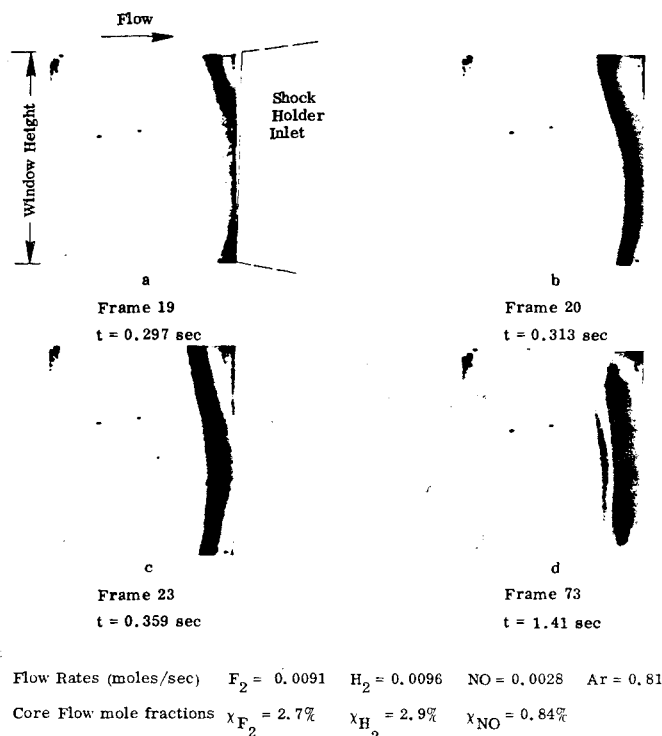 Flow
Window Height
Shock
Holder
Inlet
a
Frame 19
t = 0.297 sec
b
Frame 20
t = 0.313 sec
c
Frame 23
t = 0.359 sec
d
Frame 73
t = 1.41 sec
Flow Rates (moles/sec) F2 = 0.0091 H2 = 0.0096 NO = 0.0028 Ar = 0.81
Core Flow mole fractions χF2 = 2.7% χH2 = 2.9% χNO = 0.84%